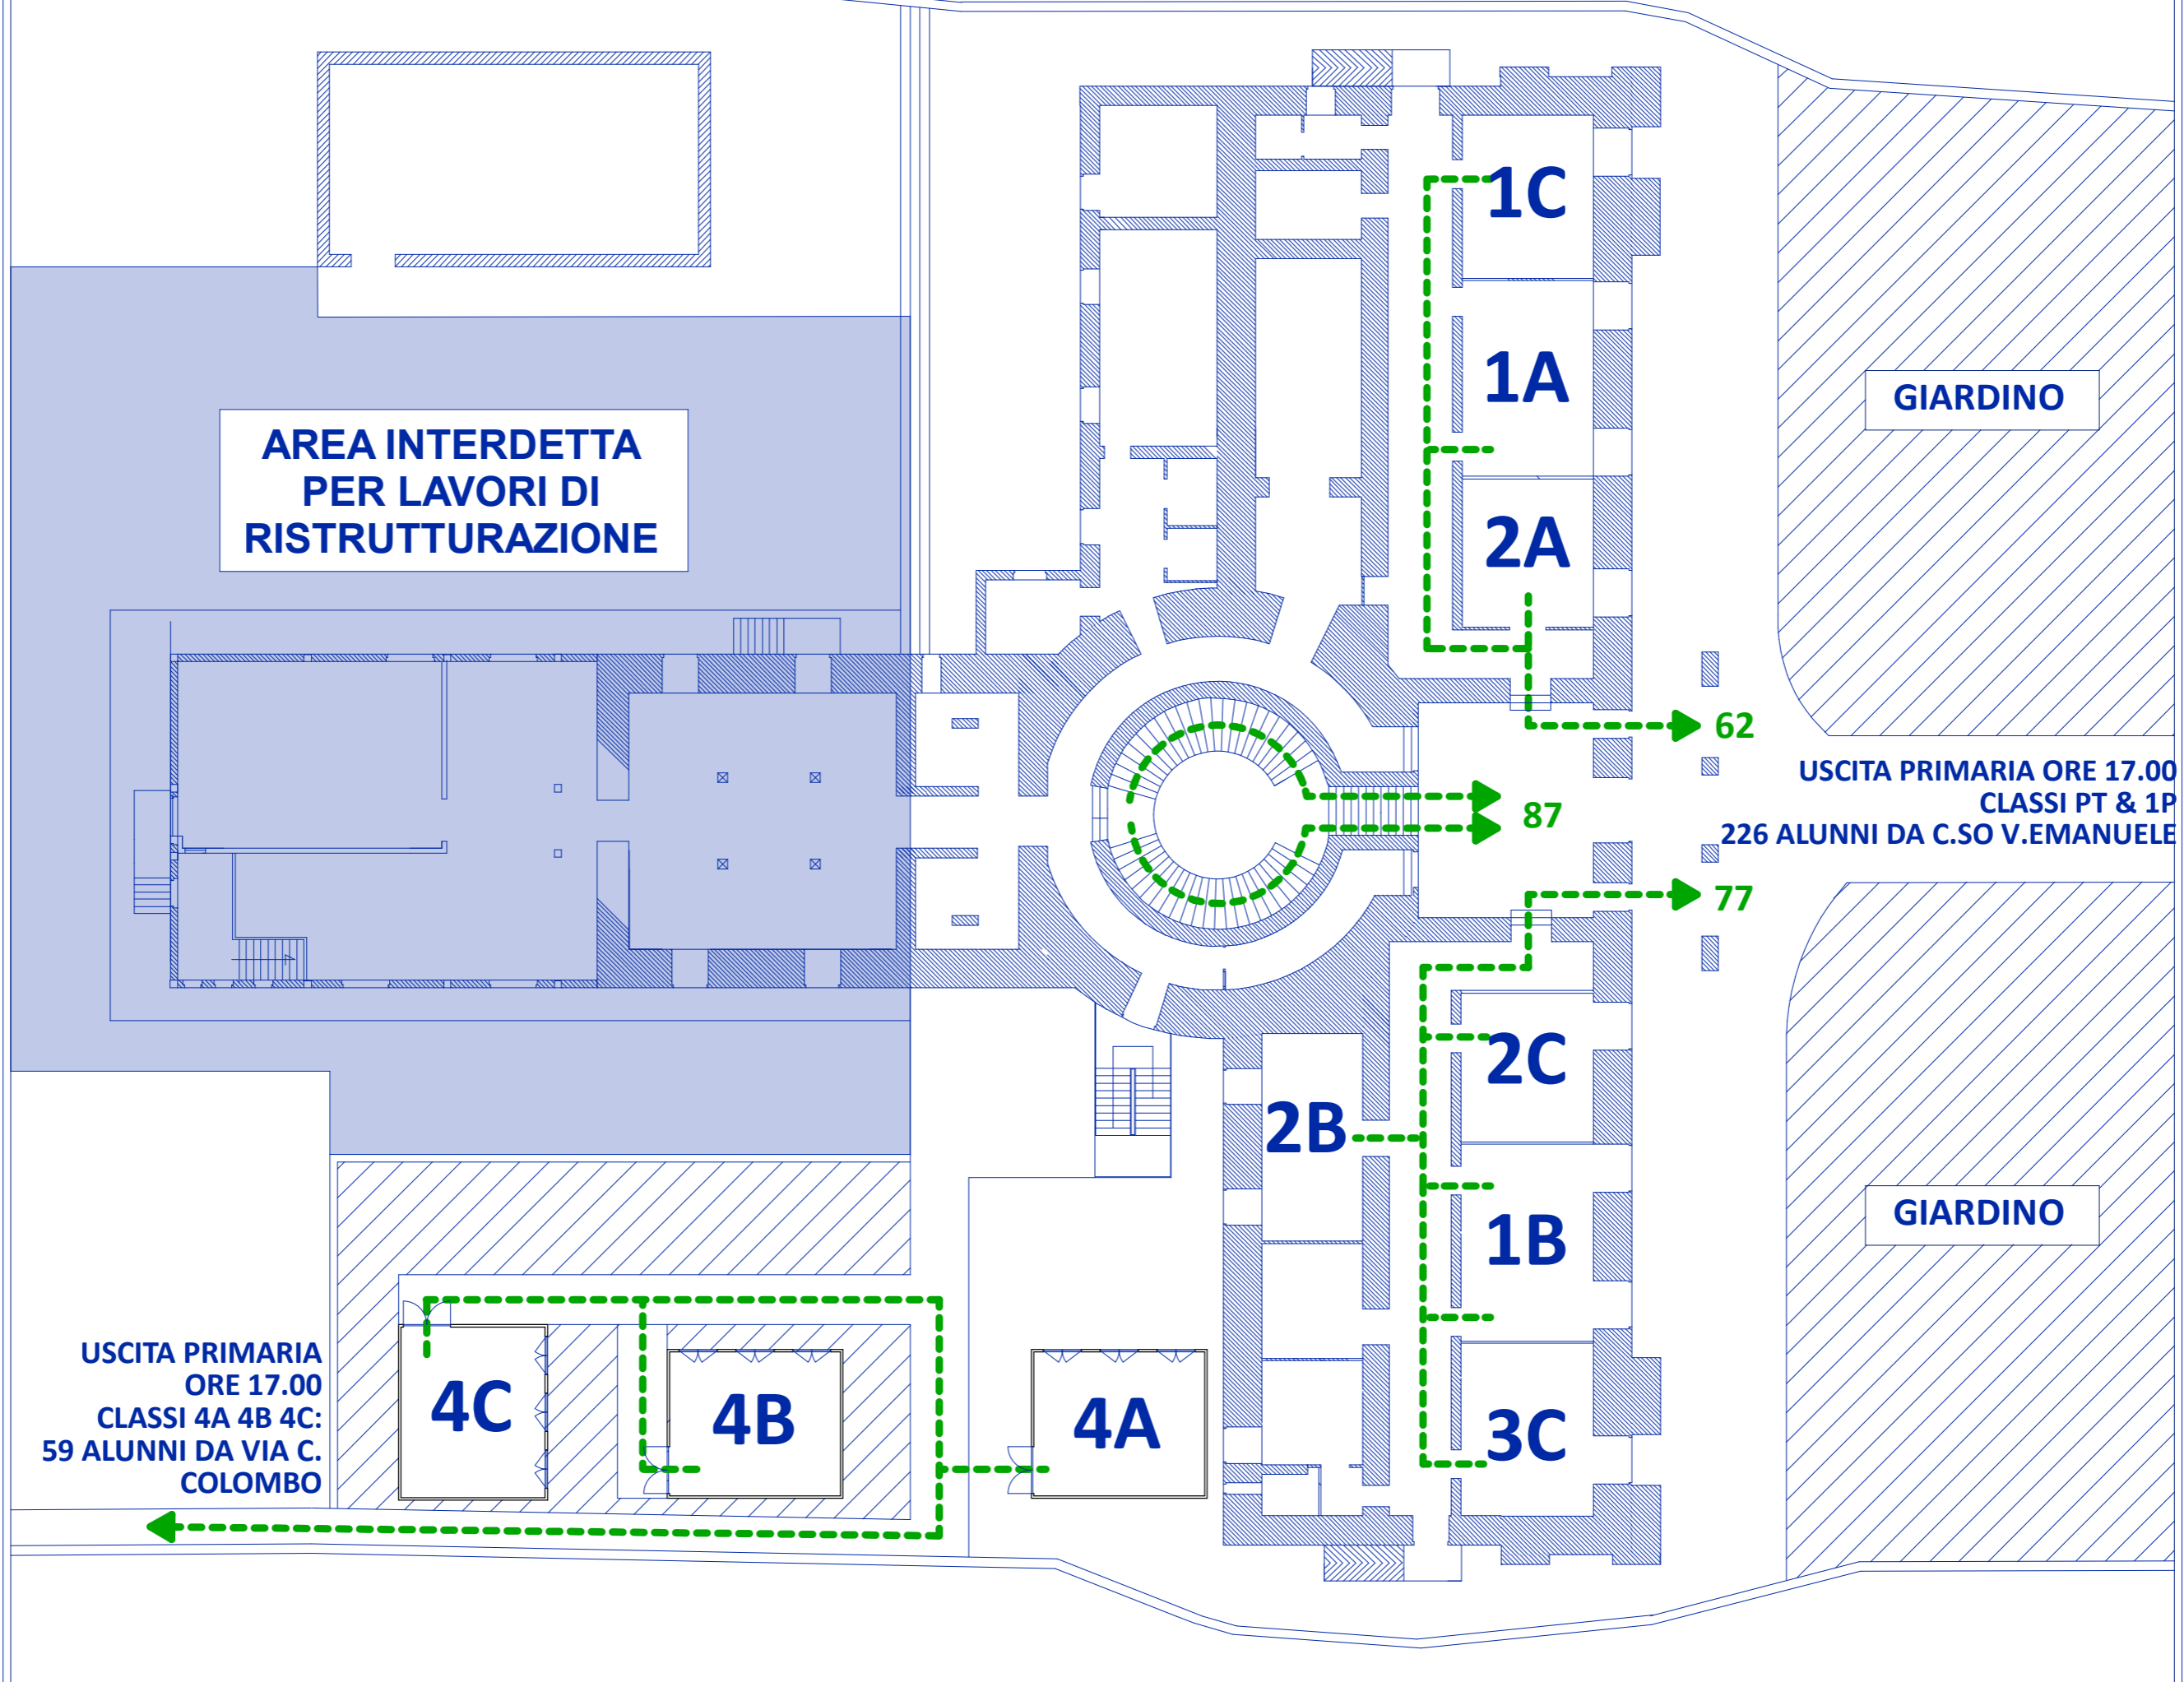 1C
1A
GIARDINO
AREA INTERDETTA
PER LAVORI DI
RISTRUTTURAZIONE
2A
62
USCITA PRIMARIA ORE 17.00
CLASSI PT & 1P
226 ALUNNI DA C.SO V.EMANUELE
87
77
2C
2B
1B
GIARDINO
USCITA PRIMARIA
ORE 17.00
CLASSI 4A 4B 4C:
59 ALUNNI DA VIA C.
COLOMBO
4C
4B
4A
3C